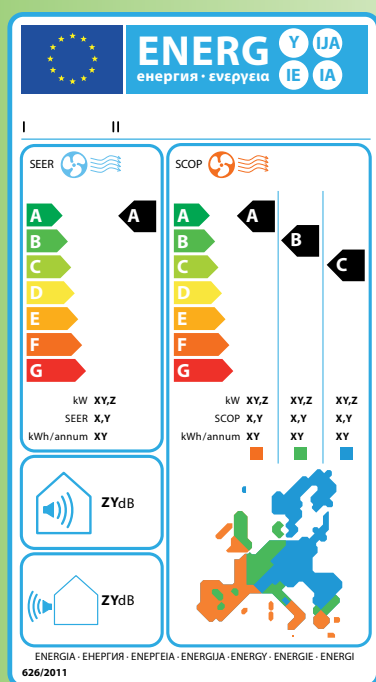 ENERG Y IJA
енергия · ενεργεια IE IA
I II
SEER
A A
B
C
D
E
F
G
kW XY,Z
SEER X,Y
kWh/annum XY
SCOP
A A
B B
C C
D
E
F
G
kW XY,Z XY,Z XY,Z
SCOP X,Y X,Y X,Y
kWh/annum XY XY XY
ZYdB
ZYdB
ENERGIA · ЕНЕРГИЯ · ΕΝΕΡΓΕΙΑ · ENERGIJA · ENERGY · ENERGIE · ENERGI
626/2011